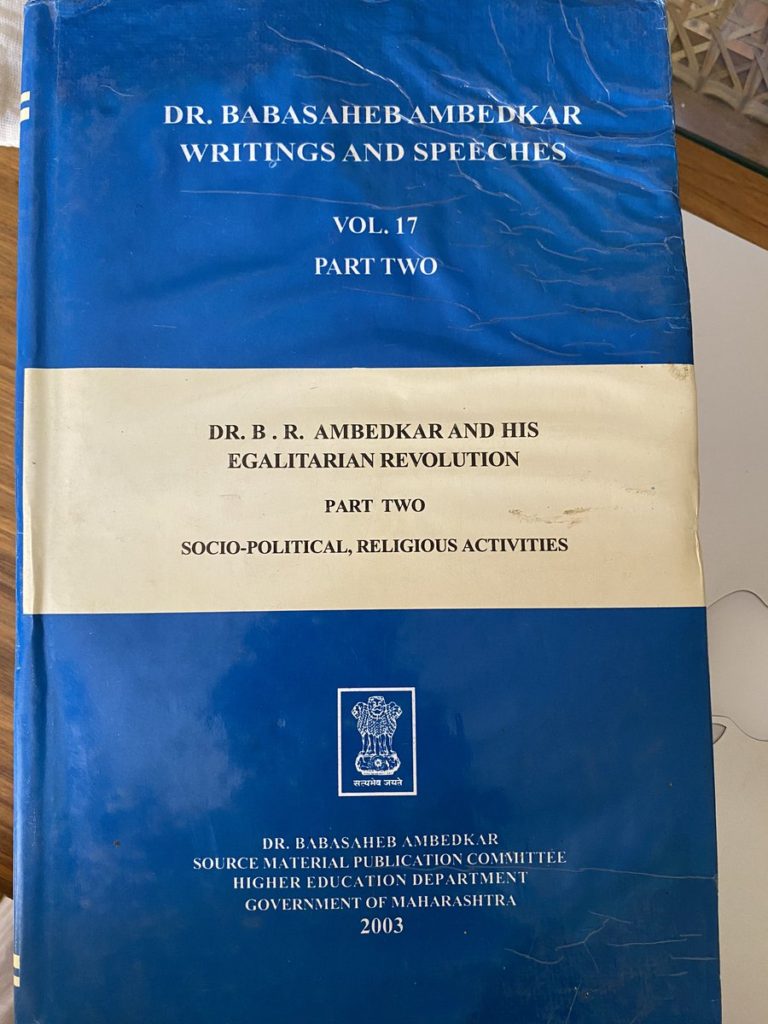 DR. BABASAHEB AMBEDKAR
WRITINGS AND SPEECHES
VOL. 17
PART TWO
DR. B . R. AMBEDKAR AND HIS
EGALITARIAN REVOLUTION
PART TWO
SOCIO-POLITICAL, RELIGIOUS ACTIVITIES
सत्यमेव जयते
DR. BABASAHEB AMBEDKAR
SOURCE MATERIAL PUBLICATION COMMITTEE
HIGHER EDUCATION DEPARTMENT
GOVERNMENT OF MAHARASHTRA
2003